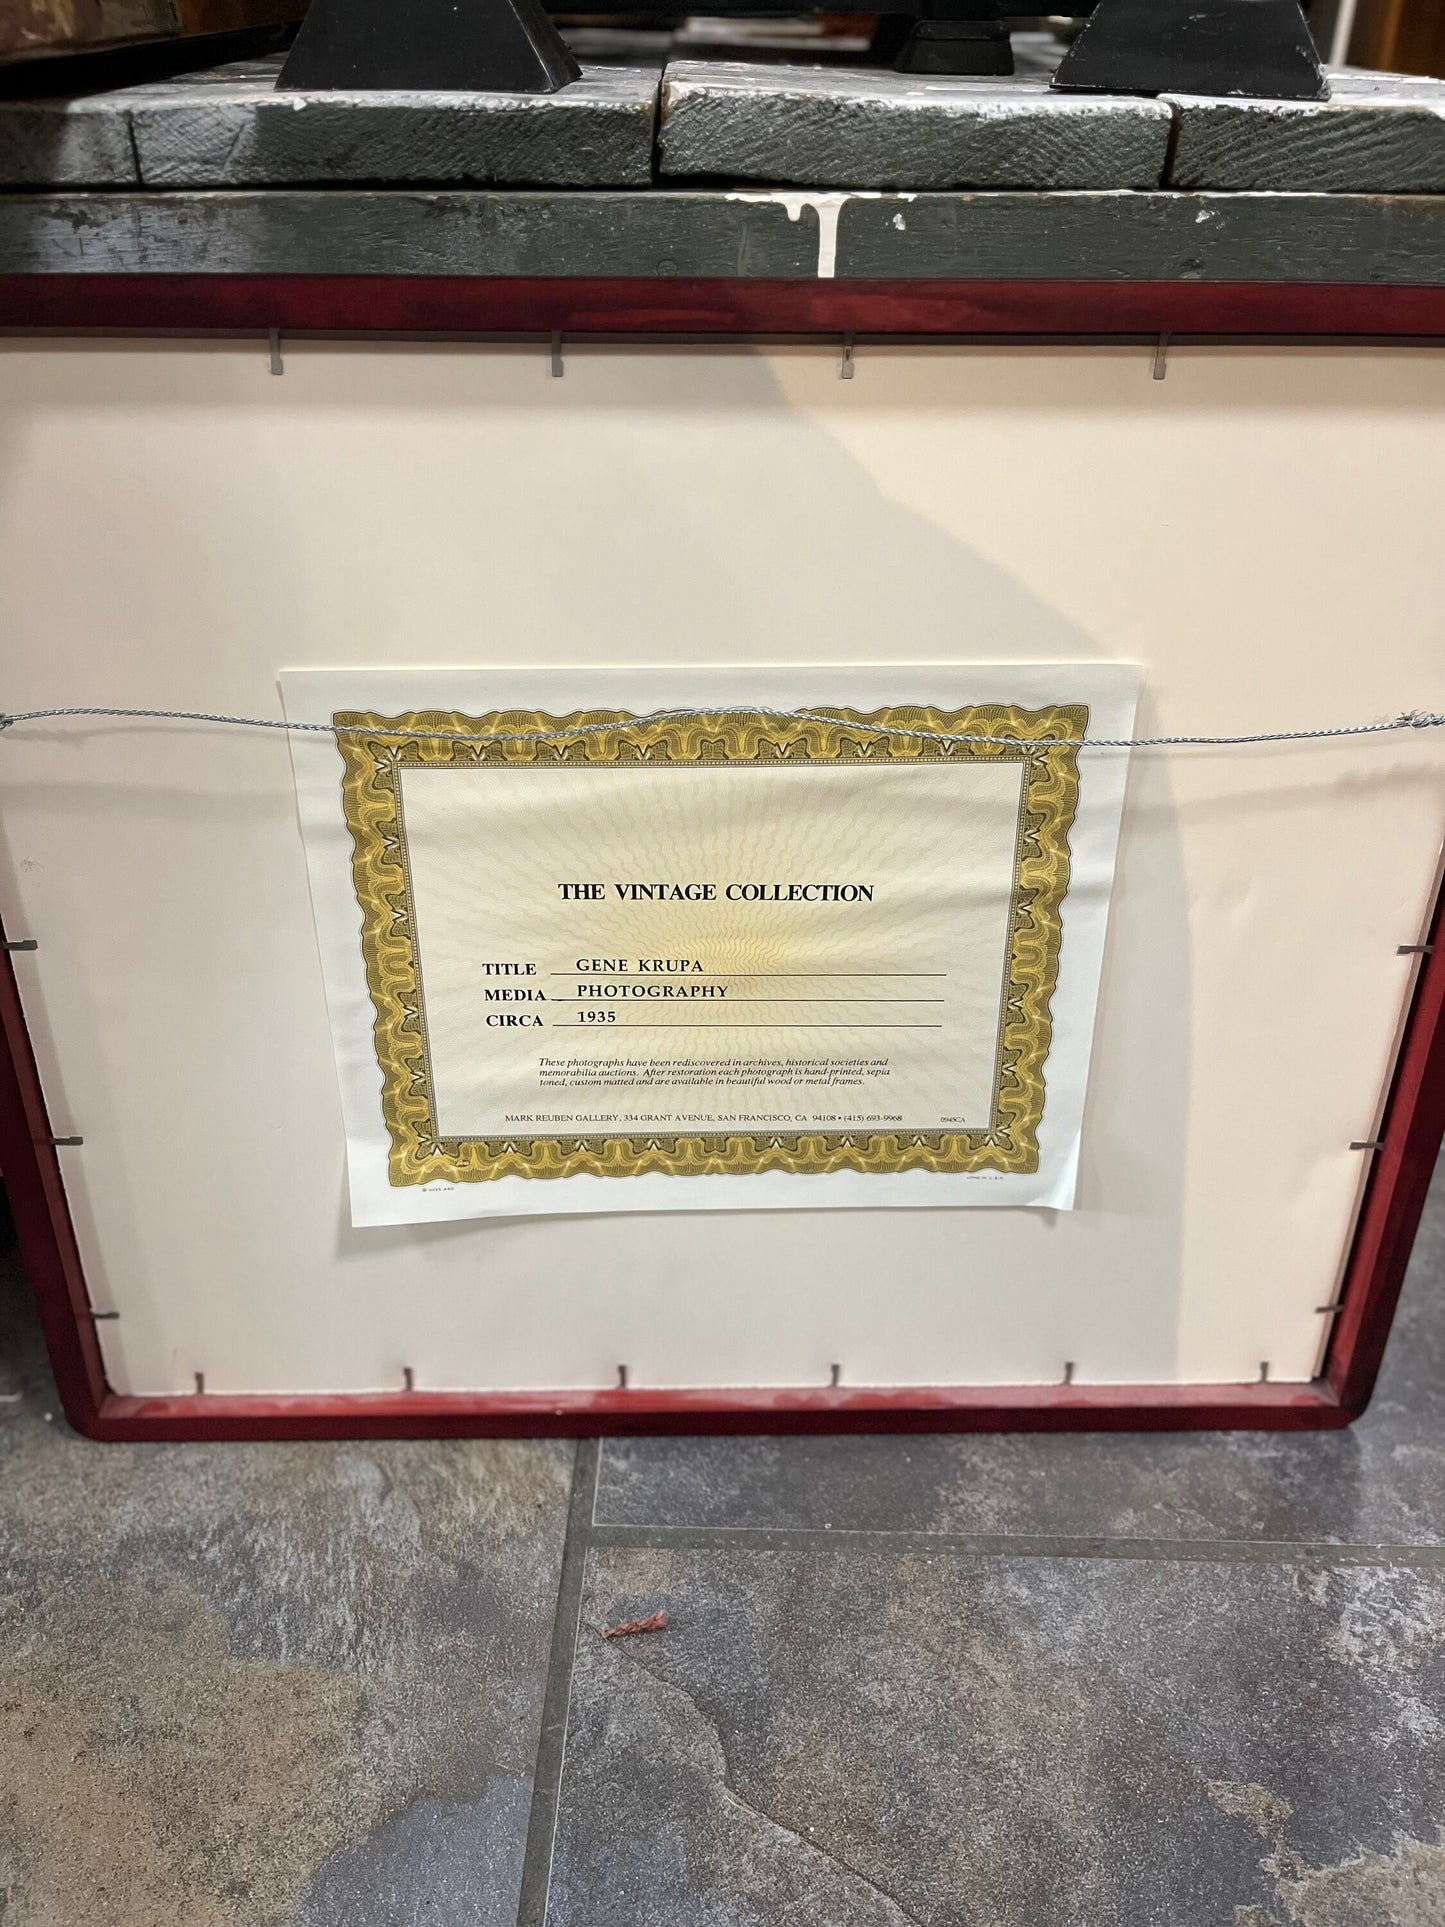 THE VINTAGE COLLECTION
TITLE GENE KRUPA
MEDIA PHOTOGRAPHY
CIRCA 1935
These photographs have been rediscovered in archives, historical societies and
memorabilia auctions. After restoration each photograph is hand-printed, sepia
toned, custom matted and are available in beautiful wood or metal frames.
MARK REUBEN GALLERY, 334 GRANT AVENUE, SAN FRANCISCO, CA 94108 • (415) 693-9968 0945CA